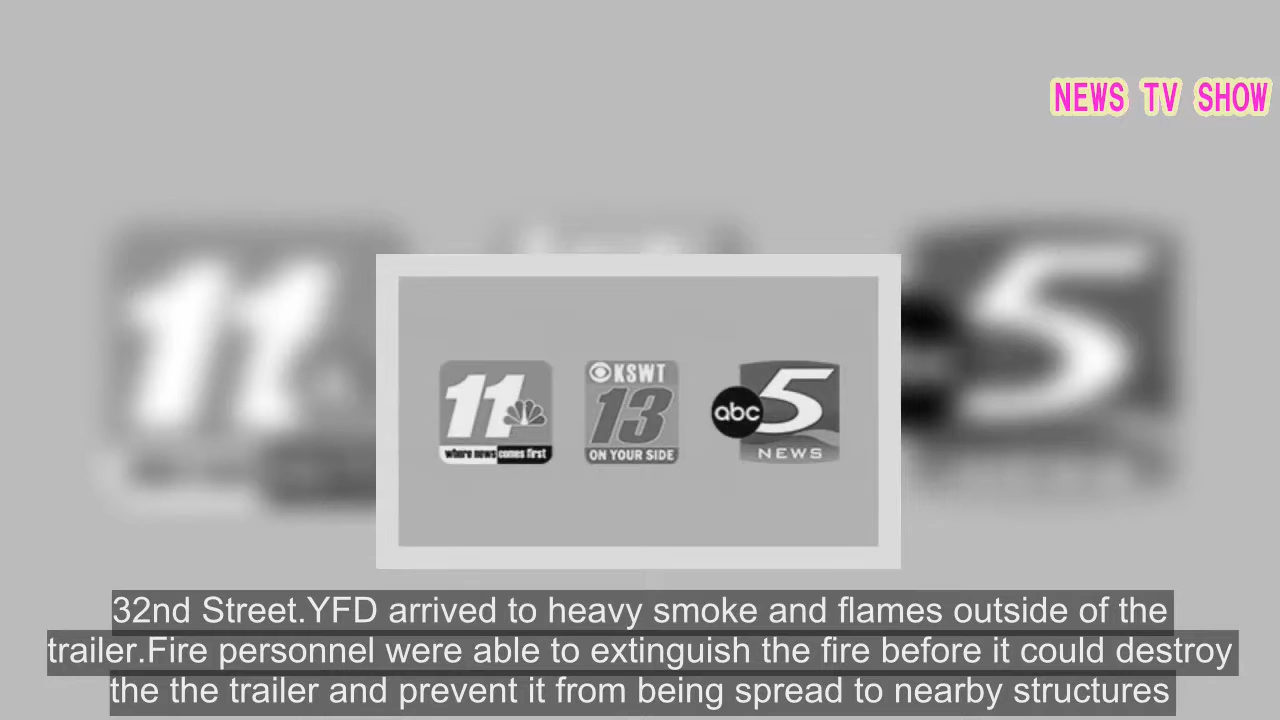 NEWS TV SHOW
11
where news comes first
KSWT
13
ON YOUR SIDE
abc
5
NEWS
32nd Street.YFD arrived to heavy smoke and flames outside of the
trailer.Fire personnel were able to extinguish the fire before it could destroy
the the trailer and prevent it from being spread to nearby structures